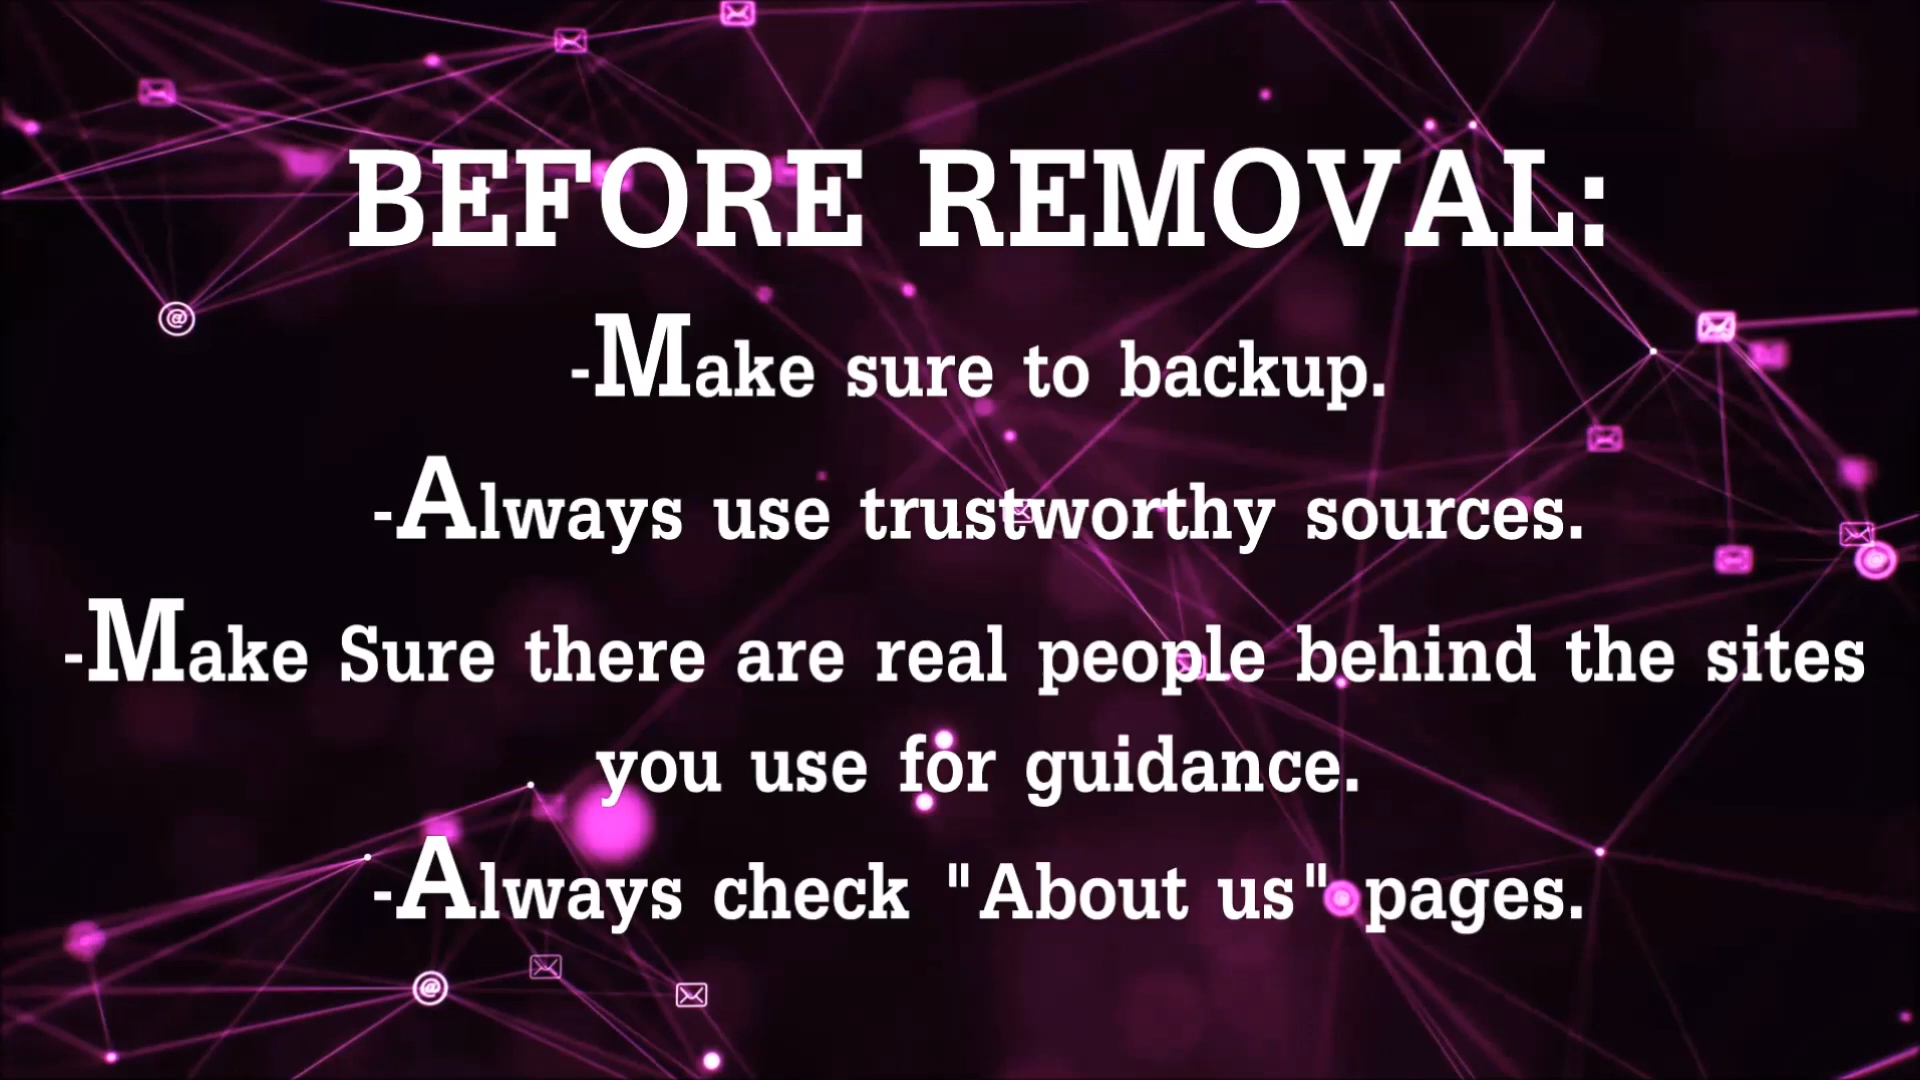 BEFORE REMOVAL:
-Make sure to backup.
-Always use trustworthy sources.
-Make Sure there are real people behind the sites
you use for guidance.
-Always check "About us" pages.